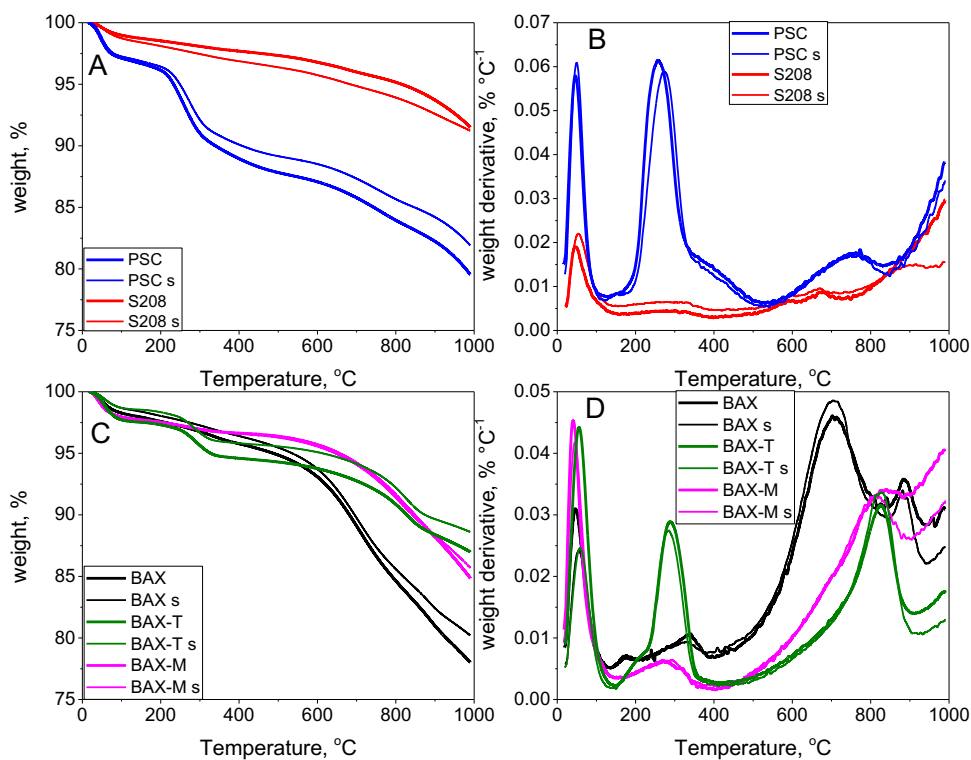 100
95
90
85
80
75
0 200 400 600 800 1000
weight, %
Temperature, °C
A
PSC
PSC s
S208
S208 s
0.07
0.06
0.05
0.04
0.03
0.02
0.01
0.00
0 200 400 600 800 1000
weight derivative, % °C⁻¹
Temperature, °C
B
PSC
PSC s
S208
S208 s
100
95
90
85
80
75
0 200 400 600 800 1000
weight, %
Temperature, °C
C
BAX
BAX s
BAX-T
BAX-T s
BAX-M
BAX-M s
0.05
0.04
0.03
0.02
0.01
0.00
0 200 400 600 800 1000
weight derivative, % °C⁻¹
Temperature, °C
D
BAX
BAX s
BAX-T
BAX-T s
BAX-M
BAX-M s